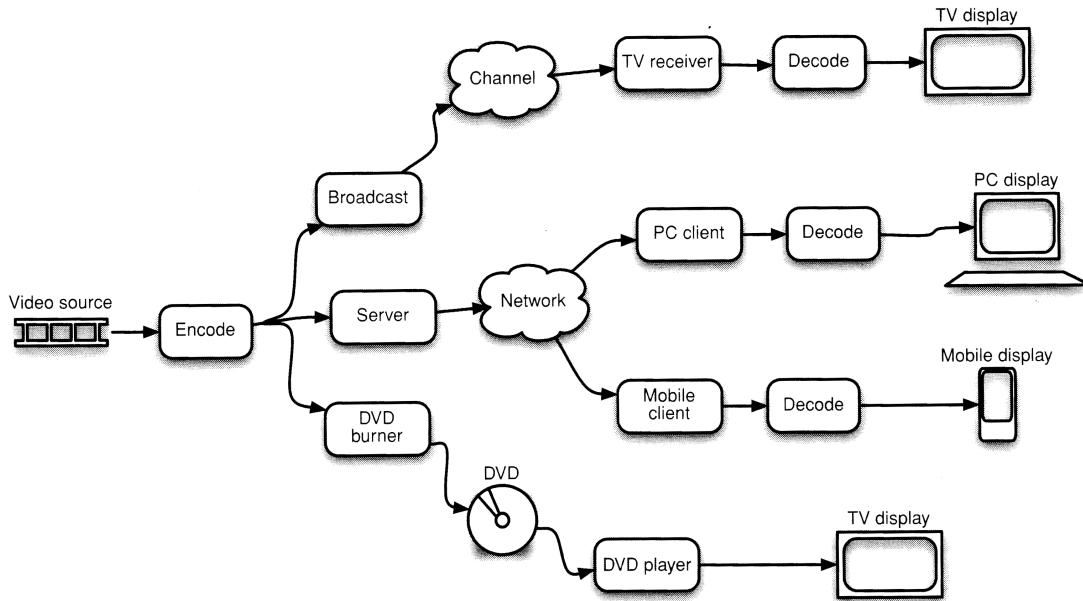 TV display
Channel
TV receiver
Decode
Broadcast
PC display
PC client
Decode
Video source
Encode
Server
Network
Mobile display
Mobile
client
Decode
DVD
burner
DVD
TV display
DVD player